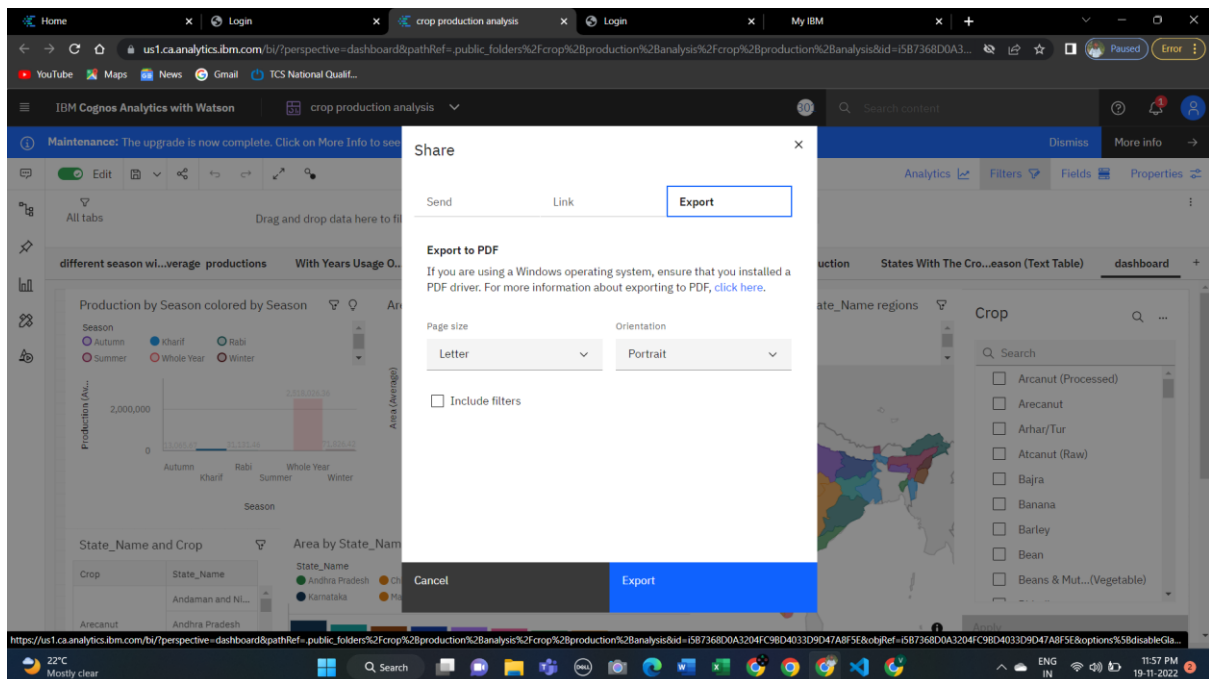 Home
Login
crop production analysis
Login
My IBM
us1.ca.analytics.ibm.com/bi/?perspective=dashboard&pathRef=.public_folders%2Fcrop%2Bproduction%2Banalysis%2Fcrop%2Bproduction%2Banalysis&id=i5B7368D0A3...
Paused
Error
YouTube
Maps
News
Gmail
TCS National Qualif...
IBM Cognos Analytics with Watson
crop production analysis
30
Search content
1
Maintenance: The upgrade is now complete. Click on More Info to see
Dismiss
More info
Edit
Analytics
Filters
Fields
Properties
All tabs
Drag and drop data here to fil
different season wi...verage productions
With Years Usage O...
uction
States With The Cro...eason (Text Table)
dashboard
Share
Send
Link
Export
Export to PDF
If you are using a Windows operating system, ensure that you installed a
PDF driver. For more information about exporting to PDF, click here.
Page size
Orientation
Letter
Portrait
Include filters
Cancel
Export
Production by Season colored by Season
Season
Autumn
Kharif
Rabi
Summer
Whole Year
Winter
Production (Av...
2,000,000
0
Autumn
Rabi
Whole Year
Kharif
Summer
Winter
Season
Are
Area (Average)
ate_Name regions
State_Name and Crop
Crop
State_Name
Andaman and Ni...
Arecanut
Andhra Pradesh
Area by State_Nam
State_Name
Andhra Pradesh
Ch
Karnataka
Ma
Crop
Search
Arcanut (Processed)
Arecanut
Arhar/Tur
Atcanut (Raw)
Bajra
Banana
Barley
Bean
Beans & Mut...(Vegetable)
Apply
https://us1.ca.analytics.ibm.com/bi/?perspective=dashboard&pathRef=.public_folders%2Fcrop%2Bproduction%2Banalysis%2Fcrop%2Bproduction%2Banalysis&id=i5B7368D0A3204FC9BD4033D9D47A8F5E&objRef=i5B7368D0A3204FC9BD4033D9D47A8F5E&options%5BdisableGla...
22°C
Mostly clear
Search
ENG
IN
11:57 PM
19-11-2022
2